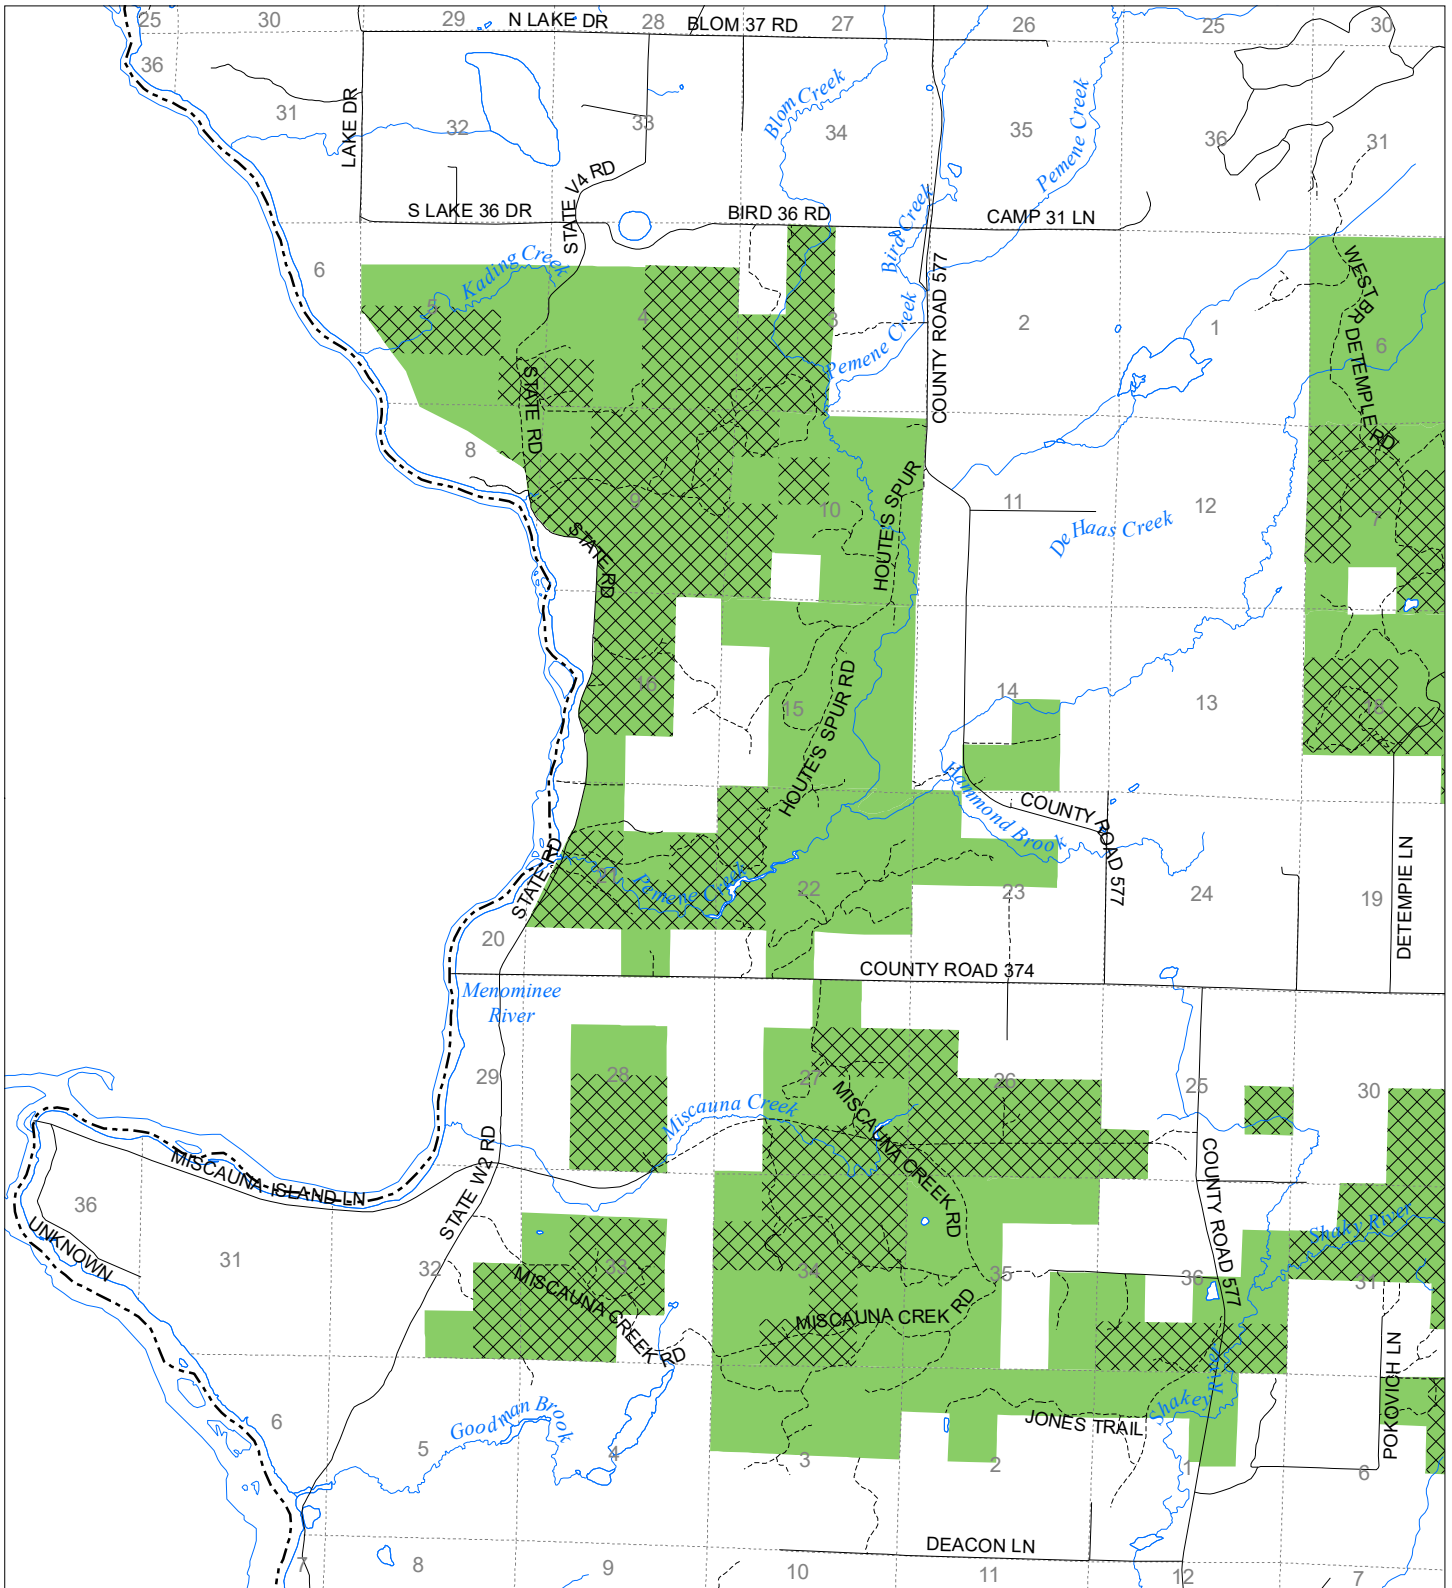 25
30
29
N LAKE DR
28
BLOM 37 RD
27
26
25
30
36
31
LAKE DR
32
33
Blom Creek
34
35
Pemene Creek
36
31
STATE V4 RD
S LAKE 36 DR
BIRD 36 RD
Bird Creek
CAMP 31 LN
6
Kading Creek
5
4
3
Pemene Creek
COUNTY ROAD 577
2
1
WEST BR DETEMPLE RD
6
STATE RD
8
9
10
HOUTE'S SPUR
11
De Haas Creek
12
7
STATE RD
16
15
HOUTE'S SPUR RD
14
13
18
Hammond Brook
COUNTY ROAD 577
STATE RD
21
Pemene Creek
22
23
24
19
DETEMPIE LN
20
COUNTY ROAD 374
Menominee
River
29
28
27
26
25
30
MISCAUNA CREEK RD
Miscauna Creek
MISCAUNA ISLAND LN
STATE W2 RD
COUNTY ROAD 577
36
UNKNOWN
31
32
33
MISCAUNA CREEK RD
34
MISCAUNA CREK RD
35
36
Shaky River
31
POKOVICH LN
6
5
Goodman Brook
4
3
2
JONES TRAIL
Shakey River
1
6
DEACON LN
7
8
9
10
11
12
7